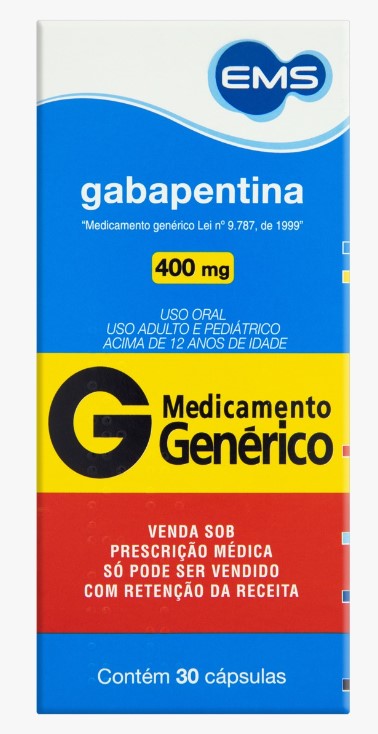 EMS
gabapentina
"Medicamento genérico Lei nº 9.787, de 1999"
400 mg
USO ORAL
USO ADULTO E PEDIÁTRICO
ACIMA DE 12 ANOS DE IDADE
G Medicamento
Genérico
VENDA SOB
PRESCRIÇÃO MÉDICA
SÓ PODE SER VENDIDO
COM RETENÇÃO DA RECEITA
Contém 30 cápsulas